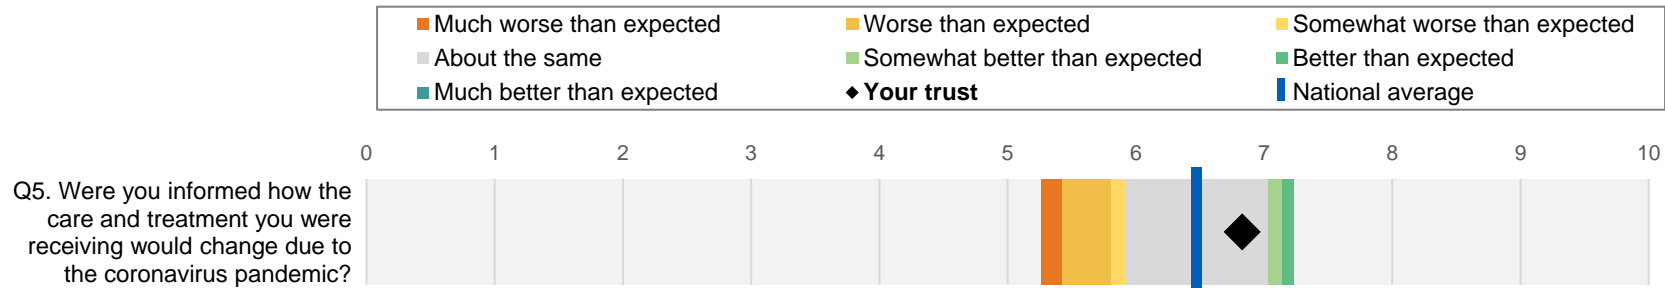 Much worse than expected Worse than expected Somewhat worse than expected
About the same Somewhat better than expected Better than expected
Much better than expected Your trust National average
0 1 2 3 4 5 6 7 8 9 10
Q5. Were you informed how the
care and treatment you were
receiving would change due to
the coronavirus pandemic?